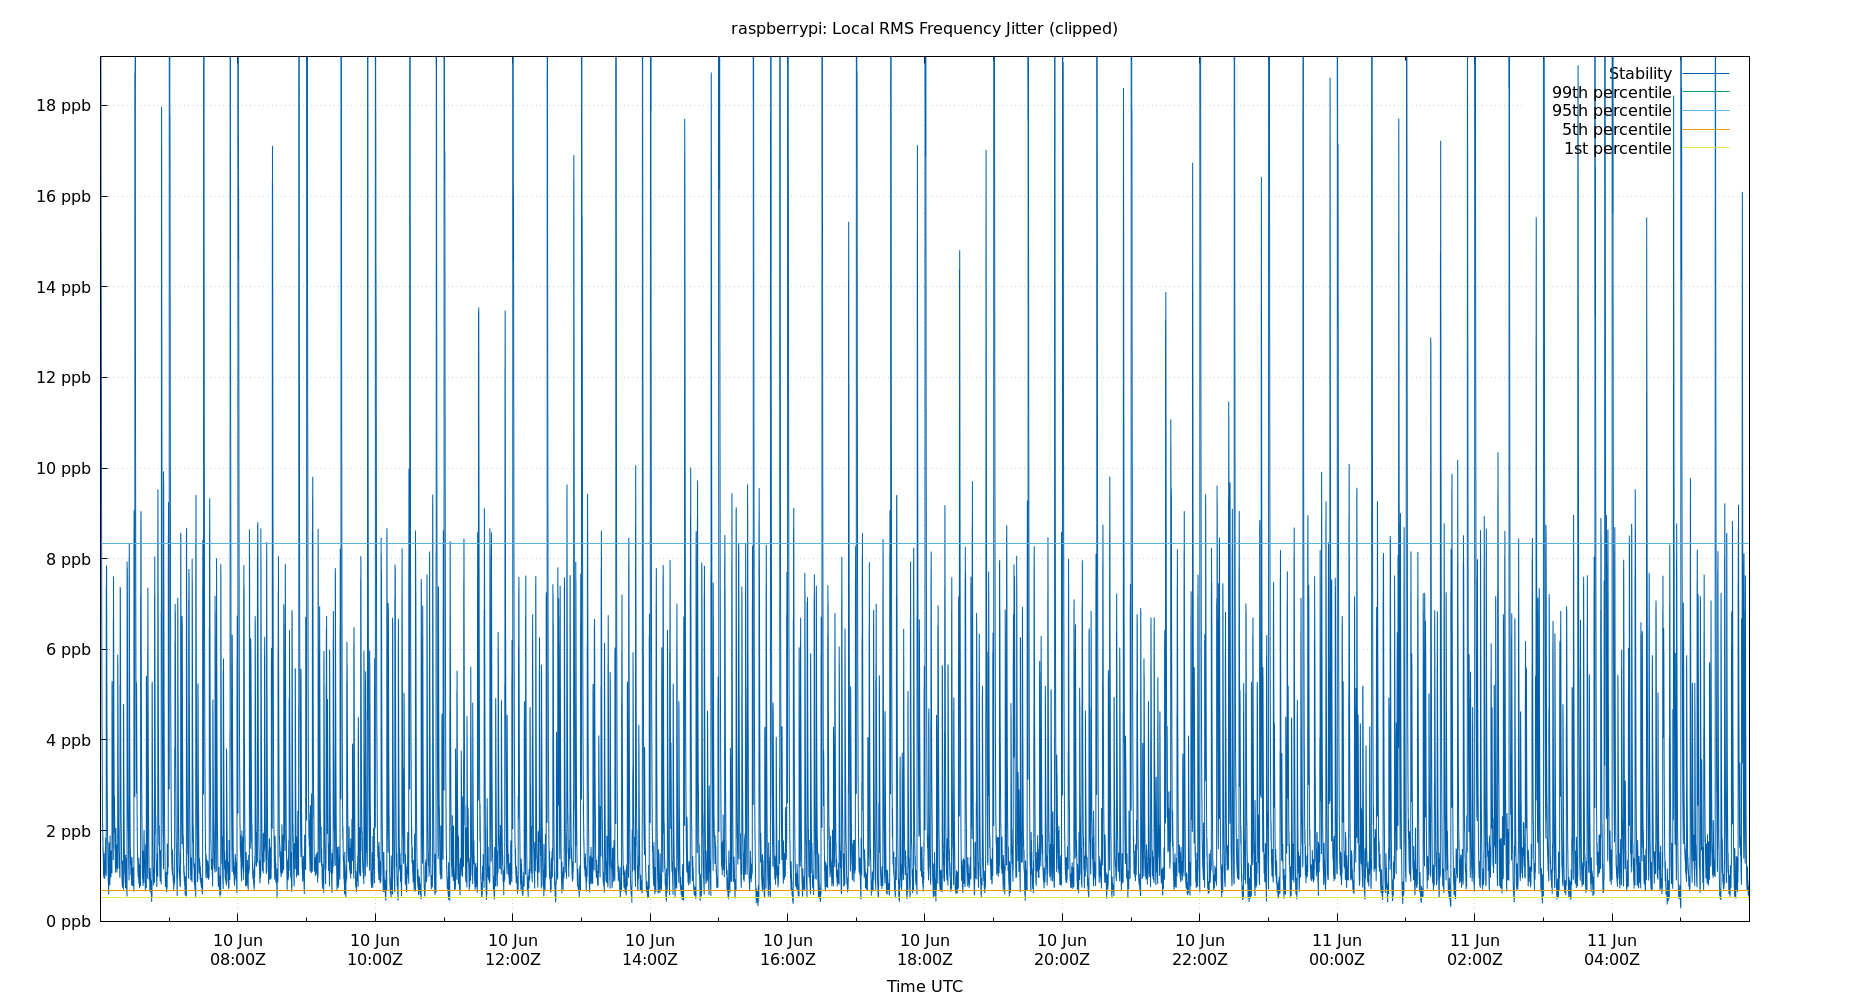 raspberrypi: Local RMS Frequency Jitter (clipped)
Stability
99th percentile
95th percentile
5th percentile
1st percentile
18 ppb
16 ppb
14 ppb
12 ppb
10 ppb
8 ppb
6 ppb
4 ppb
2 ppb
0 ppb
10 Jun 10 Jun 10 Jun 10 Jun 10 Jun 10 Jun 10 Jun 10 Jun 11 Jun 11 Jun 11 Jun
08:00Z 10:00Z 12:00Z 14:00Z 16:00Z 18:00Z 20:00Z 22:00Z 00:00Z 02:00Z 04:00Z
Time UTC